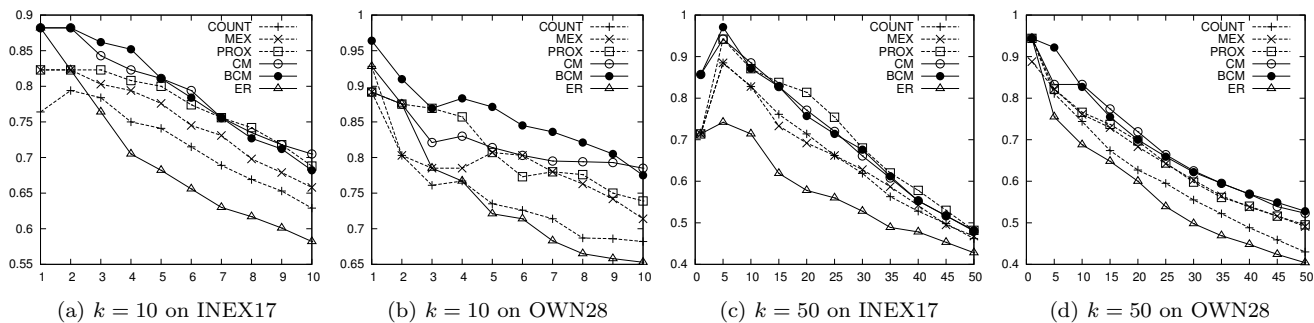 0.9
0.85
0.8
0.75
0.7
0.65
0.6
0.55
1 2 3 4 5 6 7 8 9 10
COUNT
MEX
PROX
CM
BCM
ER
(a) k = 10 on INEX17
1
0.95
0.9
0.85
0.8
0.75
0.7
0.65
1 2 3 4 5 6 7 8 9 10
COUNT
MEX
PROX
CM
BCM
ER
(b) k = 10 on OWN28
1
0.9
0.8
0.7
0.6
0.5
0.4
0 5 10 15 20 25 30 35 40 45 50
COUNT
MEX
PROX
CM
BCM
ER
(c) k = 50 on INEX17
1
0.9
0.8
0.7
0.6
0.5
0.4
0 5 10 15 20 25 30 35 40 45 50
COUNT
MEX
PROX
CM
BCM
ER
(d) k = 50 on OWN28